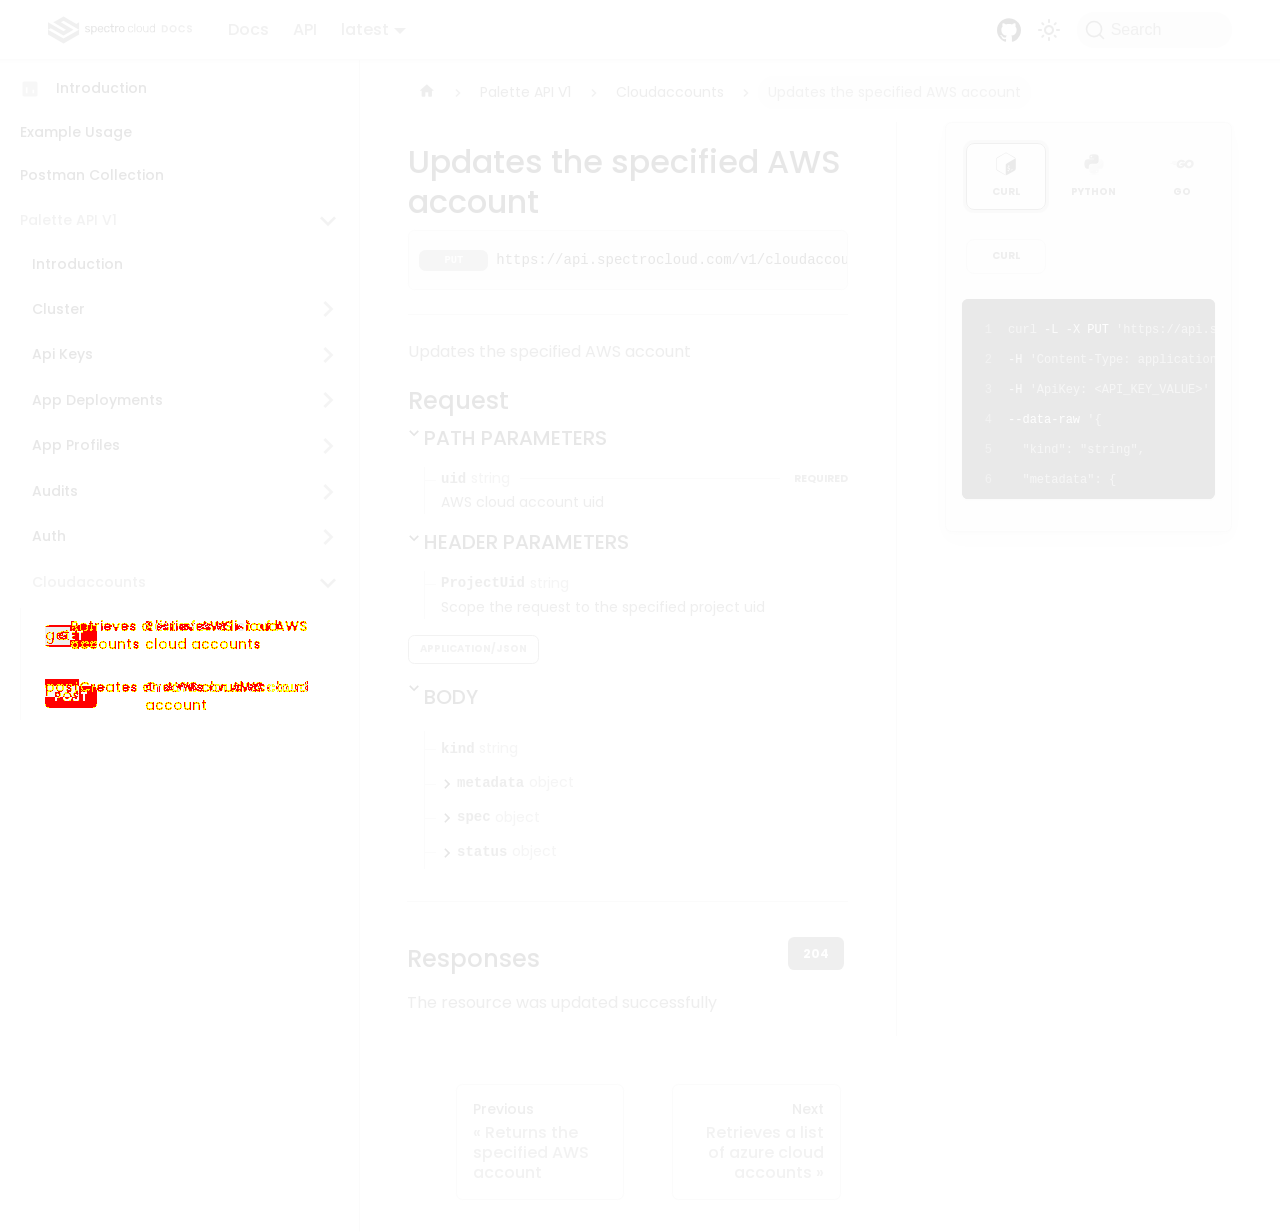 spectro cloud DOCS Docs API latest Search
Introduction
Example Usage
Postman Collection
Palette API V1
Introduction
Cluster
Api Keys
App Deployments
App Profiles
Audits
Auth
Cloudaccounts
GET
cloud accounts
POST
account
Palette API V1 Cloudaccounts Updates the specified AWS account
Updates the specified AWS
account
PUT https://api.spectrocloud.com/v1/cloudaccou
Updates the specified AWS account
Request
PATH PARAMETERS
uid string REQUIRED
AWS cloud account uid
HEADER PARAMETERS
ProjectUid string
Scope the request to the specified project uid
APPLICATION/JSON
BODY
kind string
metadata object
spec object
status object
Responses 204
The resource was updated successfully
Previous
« Returns the
specified AWS
account
Next
Retrieves a list
of azure cloud
accounts »
CURL PYTHON GO
CURL
1 curl -L -X PUT 'https://api.s
2 -H 'Content-Type: application
3 -H 'ApiKey: <API_KEY_VALUE>'
4 --data-raw '{
5 "kind": "string",
6 "metadata": {